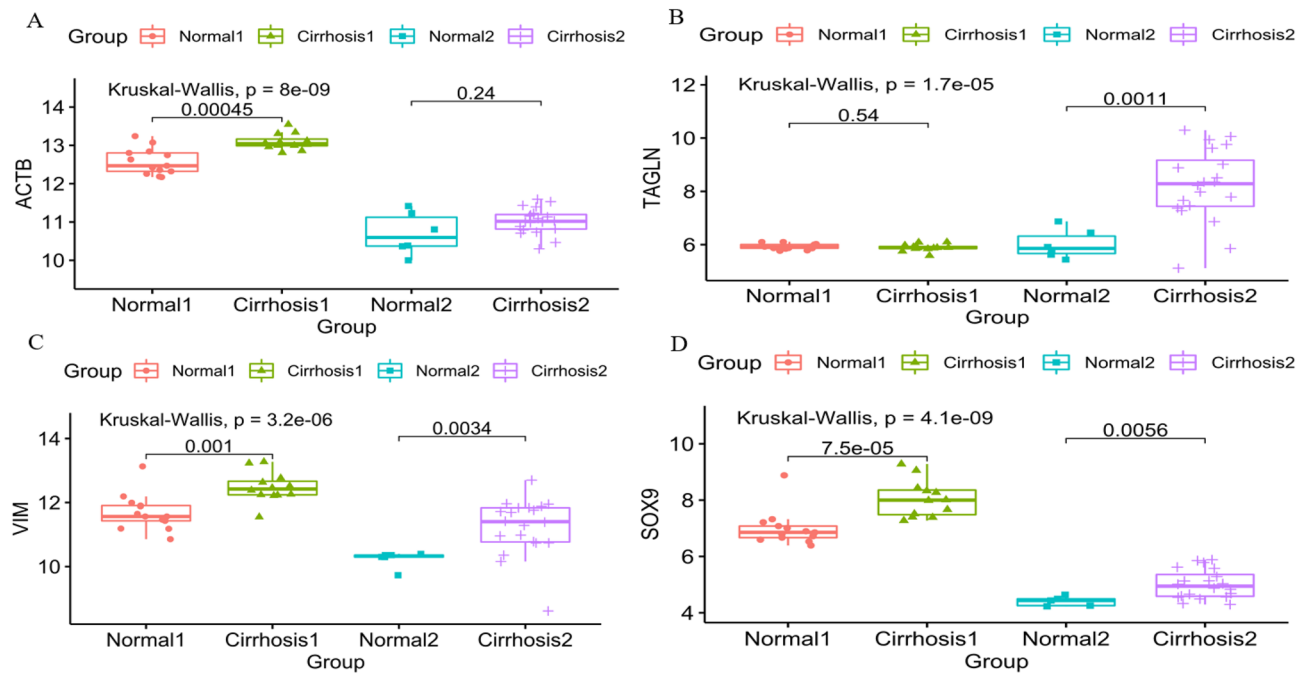 A
Group Normal1 Cirrhosis1 Normal2 Cirrhosis2
Kruskal-Wallis, p = 8e-09
0.00045
0.24
ACTB
14
13
12
11
10
Normal1 Cirrhosis1 Normal2 Cirrhosis2
Group
B
Group Normal1 Cirrhosis1 Normal2 Cirrhosis2
Kruskal-Wallis, p = 1.7e-05
0.54
0.0011
TAGLN
12
10
8
6
Normal1 Cirrhosis1 Normal2 Cirrhosis2
Group
C
Group Normal1 Cirrhosis1 Normal2 Cirrhosis2
Kruskal-Wallis, p = 3.2e-06
0.001
0.0034
VIM
14
12
10
Normal1 Cirrhosis1 Normal2 Cirrhosis2
Group
D
Group Normal1 Cirrhosis1 Normal2 Cirrhosis2
Kruskal-Wallis, p = 4.1e-09
7.5e-05
0.0056
SOX9
10
8
6
4
Normal1 Cirrhosis1 Normal2 Cirrhosis2
Group